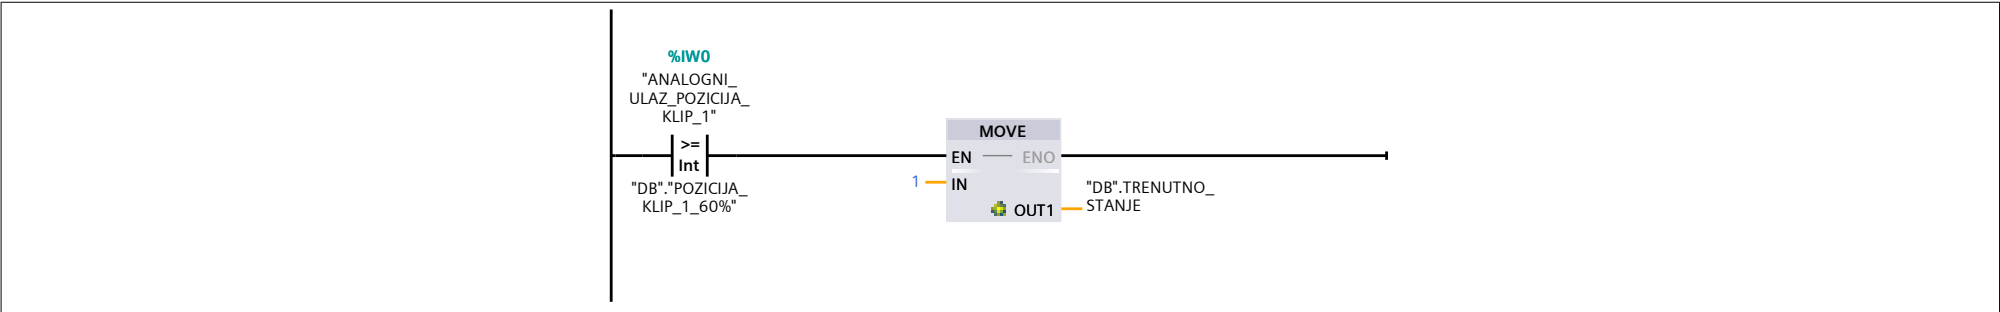 %IW0
"ANALOGNI_
ULAZ_POZICIJA_
KLIP_1"
>=
Int
"DB"."POZICIJA_
KLIP_1_60%"
MOVE
EN
ENO
1
IN
OUT1
"DB".TRENUTNO_
STANJE